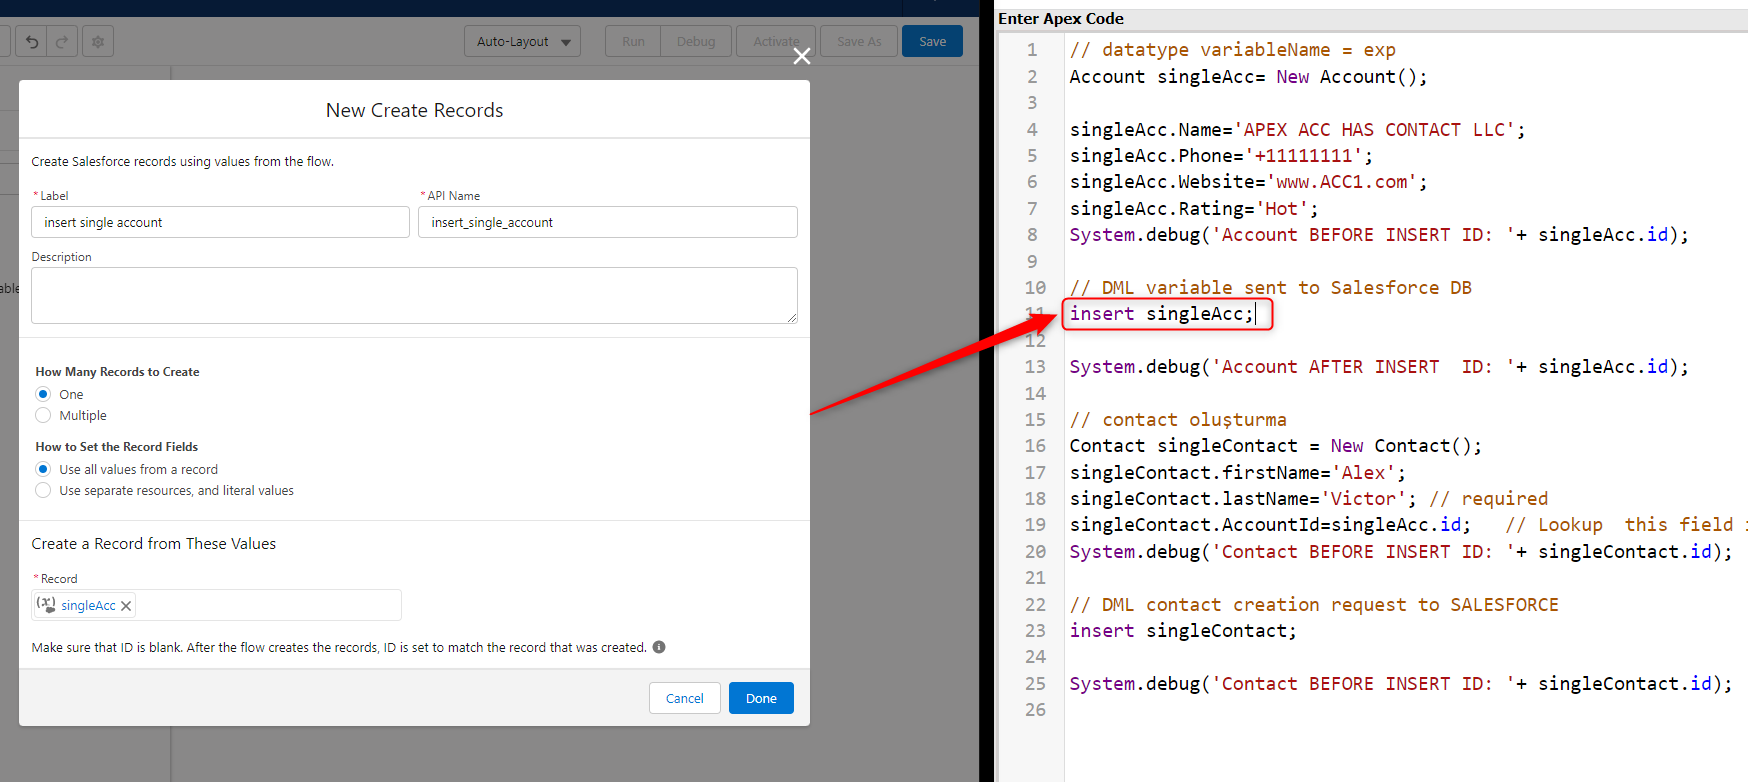 Auto-Layout
Run
Debug
Activate
Save As
Save
New Create Records
Create Salesforce records using values from the flow.
* Label
* API Name
insert single account
insert_single_account
Description
How Many Records to Create
One
Multiple
How to Set the Record Fields
Use all values from a record
Use separate resources, and literal values
Create a Record from These Values
* Record
singleAcc
Make sure that ID is blank. After the flow creates the records, ID is set to match the record that was created.
Cancel
Done
Enter Apex Code
1 // datatype variableName = exp
2 Account singleAcc= New Account();
3
4 singleAcc.Name='APEX ACC HAS CONTACT LLC';
5 singleAcc.Phone='+11111111';
6 singleAcc.Website='www.ACC1.com';
7 singleAcc.Rating='Hot';
8 System.debug('Account BEFORE INSERT ID: '+ singleAcc.id);
9
10 // DML variable sent to Salesforce DB
11 insert singleAcc;
12
13 System.debug('Account AFTER INSERT  ID: '+ singleAcc.id);
14
15 // contact oluşturma
16 Contact singleContact = New Contact();
17 singleContact.firstName='Alex';
18 singleContact.lastName='Victor'; // required
19 singleContact.AccountId=singleAcc.id;   // Lookup  this field
20 System.debug('Contact BEFORE INSERT ID: '+ singleContact.id);
21
22 // DML contact creation request to SALESFORCE
23 insert singleContact;
24
25 System.debug('Contact BEFORE INSERT ID: '+ singleContact.id);
26